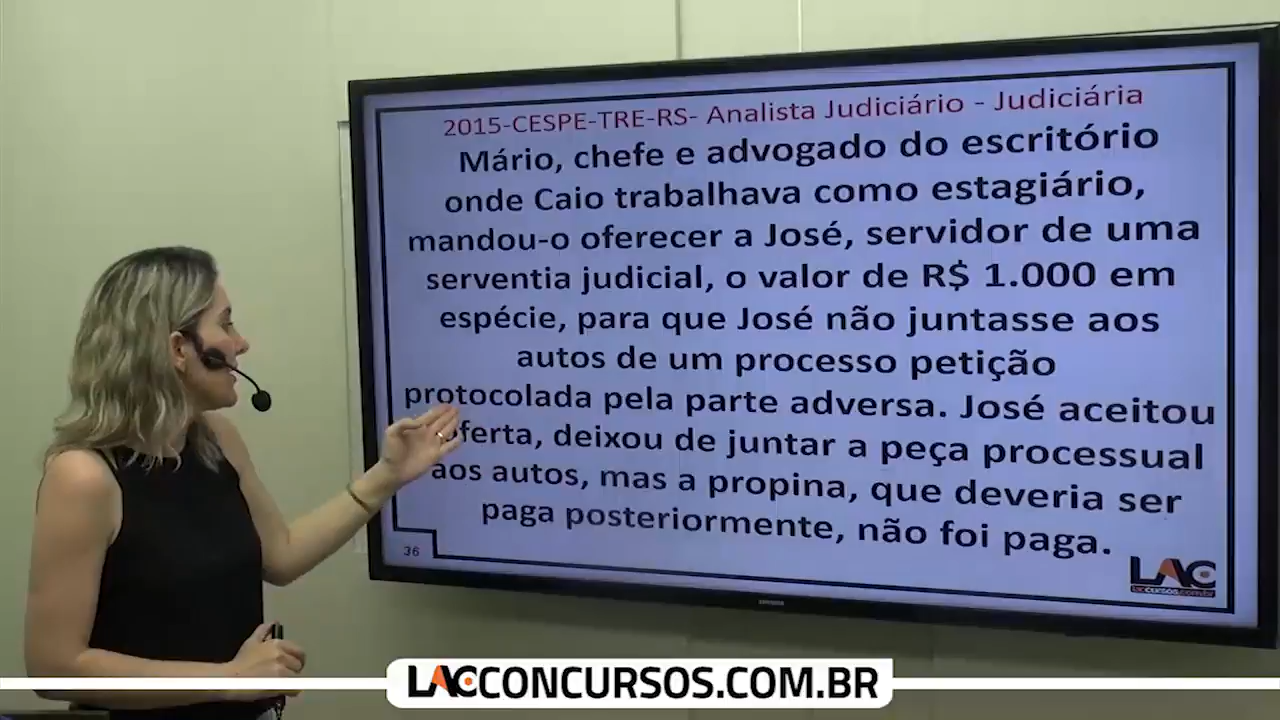 2015-CESPE-TRE-RS- Analista Judiciário - Judiciária
Mário, chefe e advogado do escritório
onde Caio trabalhava como estagiário,
mandou-o oferecer a José, servidor de uma
serventia judicial, o valor de R$ 1.000 em
espécie, para que José não juntasse aos
autos de um processo petição
protocolada pela parte adversa. José aceitou
oferta, deixou de juntar a peça processual
aos autos, mas a propina, que deveria ser
paga posteriormente, não foi paga.
36
LAC
laccursos.com.br
LACCONCURSOS.COM.BR